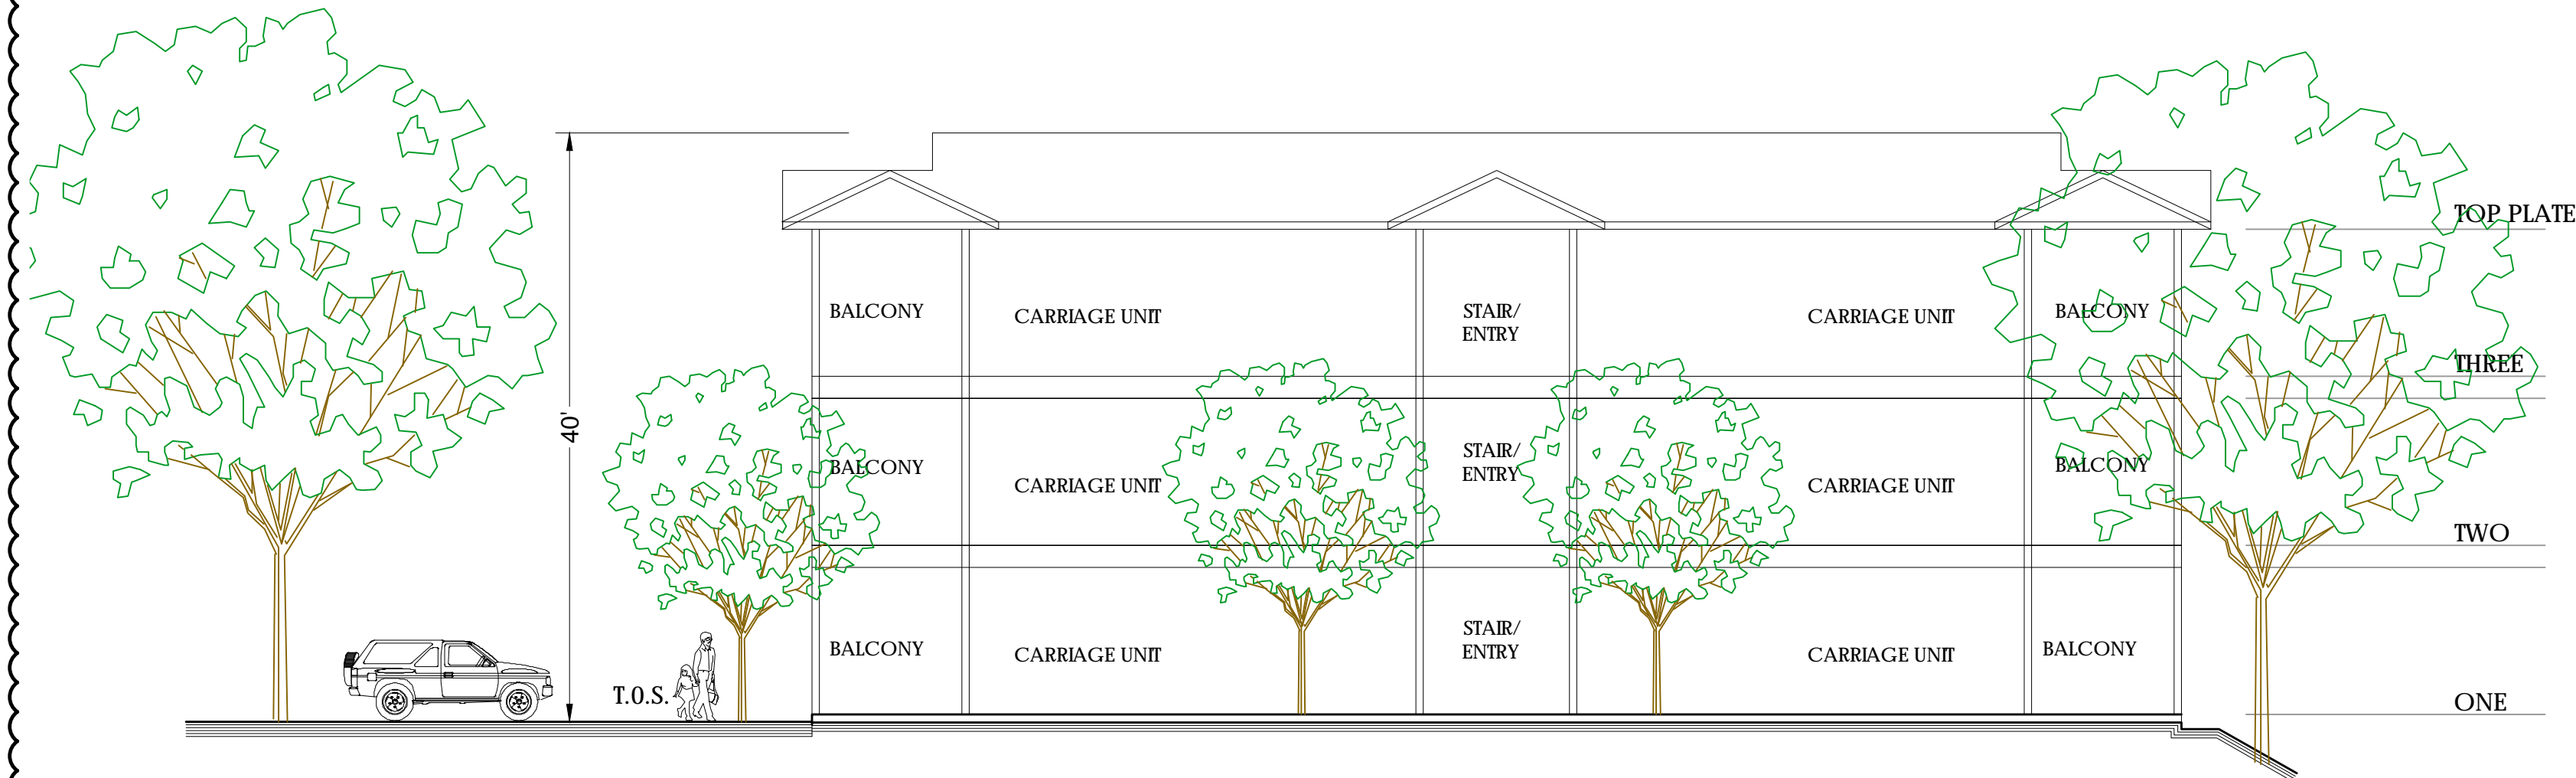 TOP PLATE
BALCONY
CARRIAGE UNIT
STAIR/
ENTRY
CARRIAGE UNIT
BALCONY
THREE
40'
BALCONY
CARRIAGE UNIT
STAIR/
ENTRY
CARRIAGE UNIT
BALCONY
TWO
BALCONY
CARRIAGE UNIT
STAIR/
ENTRY
CARRIAGE UNIT
BALCONY
T.O.S.
ONE